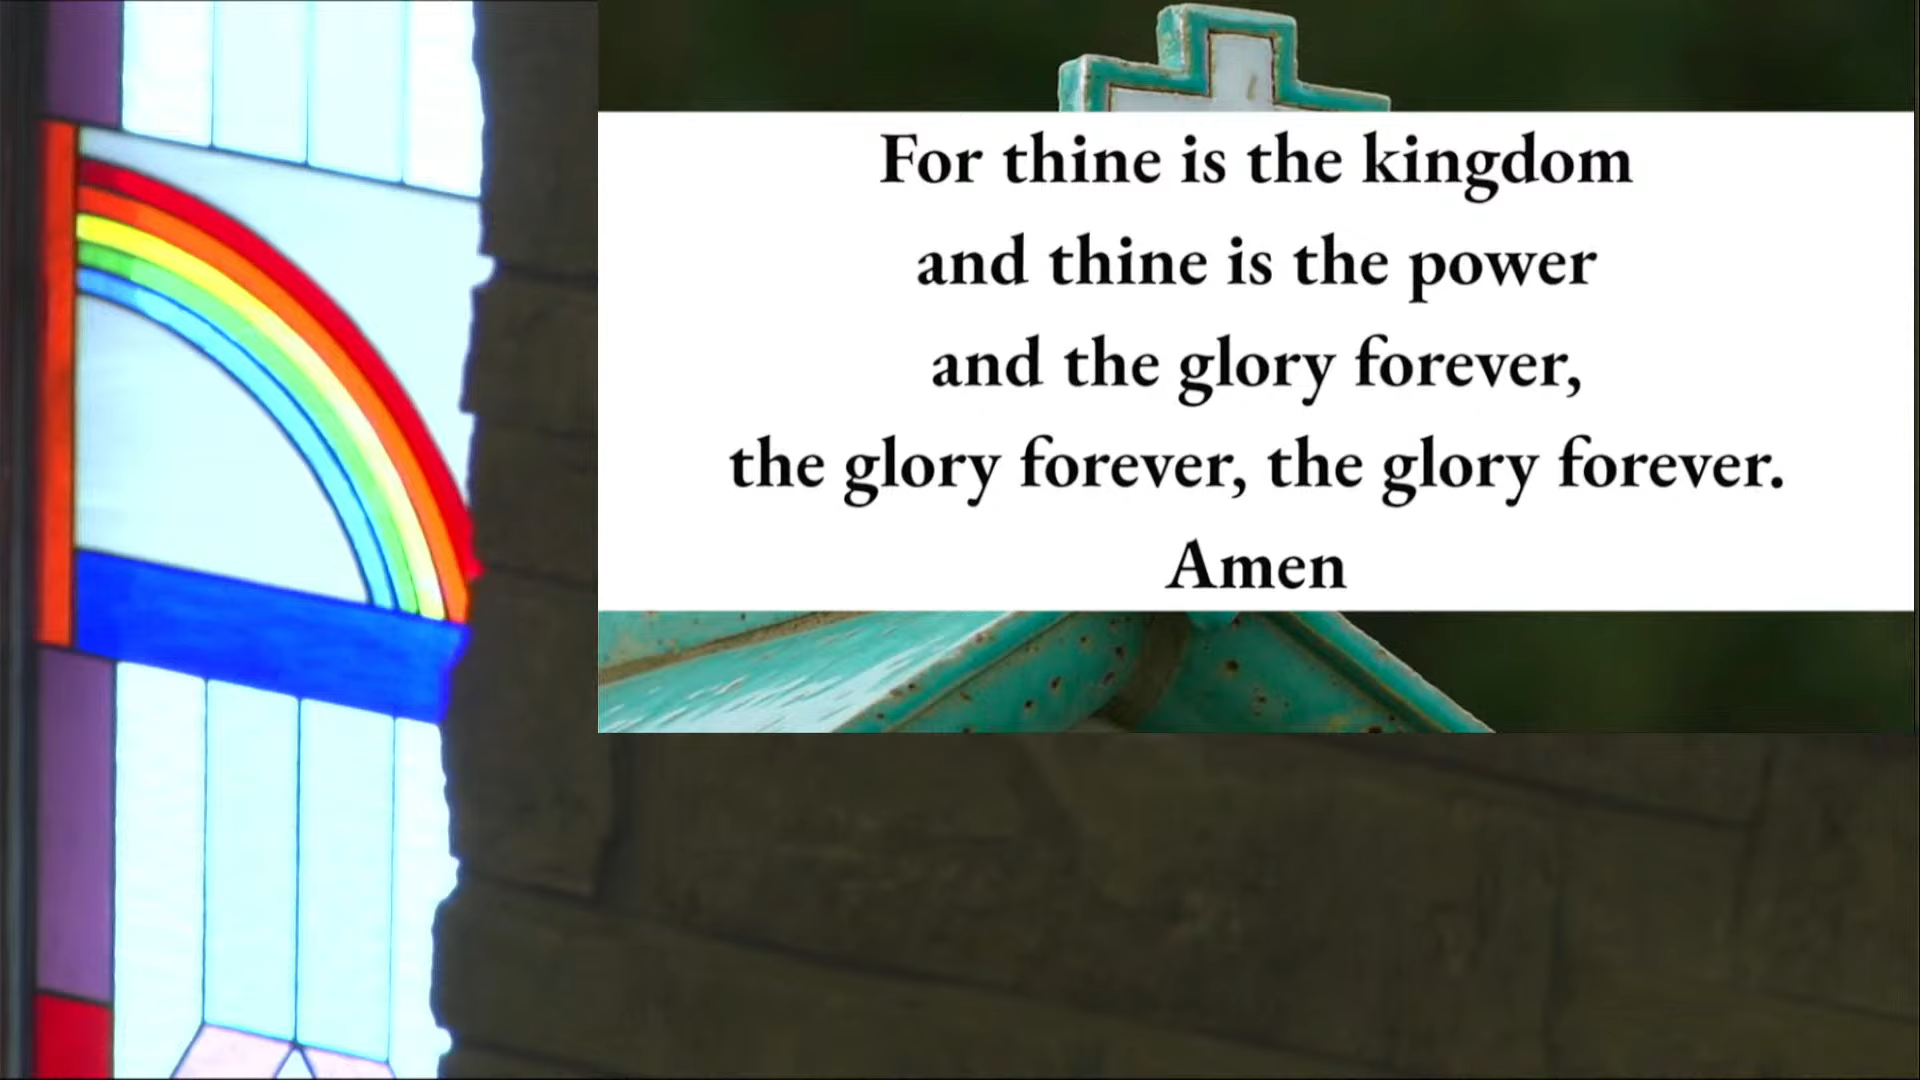 For thine is the kingdom
and thine is the power
and the glory forever,
the glory forever, the glory forever.
Amen